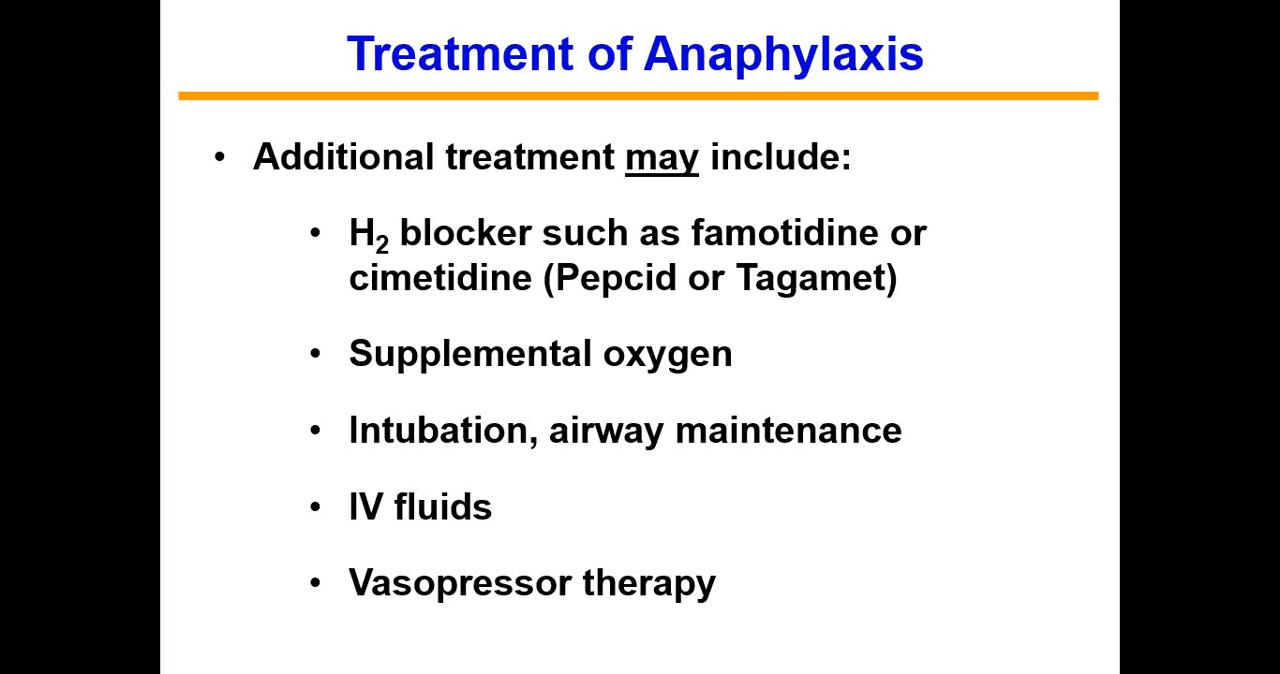 Treatment of Anaphylaxis
• Additional treatment may include:
• H₂ blocker such as famotidine or
cimetidine (Pepcid or Tagamet)
• Supplemental oxygen
• Intubation, airway maintenance
• IV fluids
• Vasopressor therapy